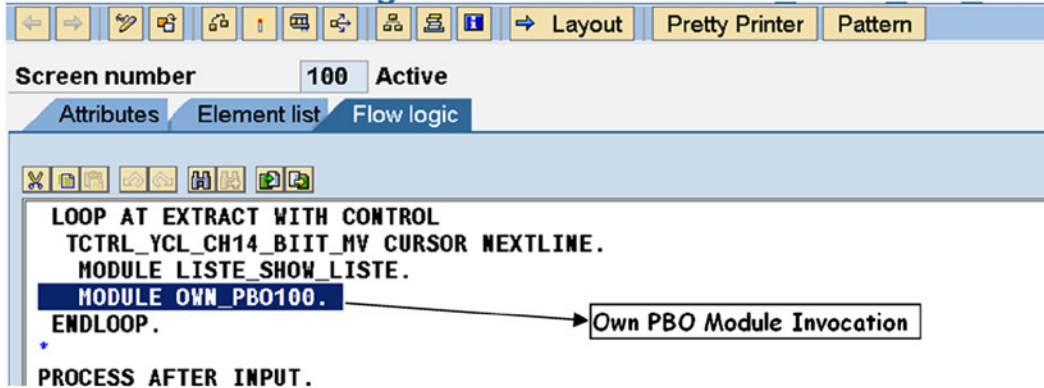 Layout Pretty Printer Pattern
Screen number 100 Active
Attributes Element list Flow logic
LOOP AT EXTRACT WITH CONTROL
TCTRL_YCL_CH14_BIIT_MV CURSOR NEXTLINE.
MODULE LISTE_SHOW_LISTE.
MODULE OWN_PBO100.
Own PBO Module Invocation
ENDLOOP.
*
PROCESS AFTER INPUT.